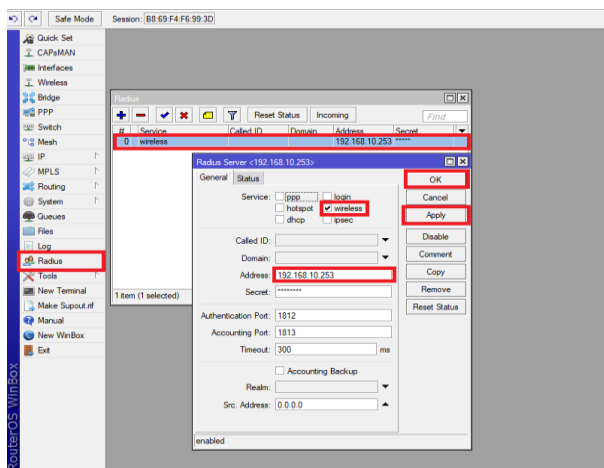 Safe Mode Session: B8:69:F4:F6:99:3D
Quick Set
CAPsMAN
Interfaces
Wireless
Bridge
PPP
Switch
Mesh
IP
MPLS
Routing
System
Queues
Files
Log
Radius
Tools
New Terminal
Make Supout.rif
Manual
New WinBox
Exit
RouterOS WinBox
Radius
Reset Status Incoming Find
# Service Called ID Domain Address Secret
0 wireless 192.168.10.253 *****
1 item (1 selected)
Radius Server <192.168.10.253>
General Status
Service: ppp login
hotspot wireless
dhcp ipsec
Called ID:
Domain:
Address: 192.168.10.253
Secret: ********
Authentication Port: 1812
Accounting Port: 1813
Timeout: 300 ms
Accounting Backup
Realm:
Src. Address: 0.0.0.0
enabled
OK
Cancel
Apply
Disable
Comment
Copy
Remove
Reset Status